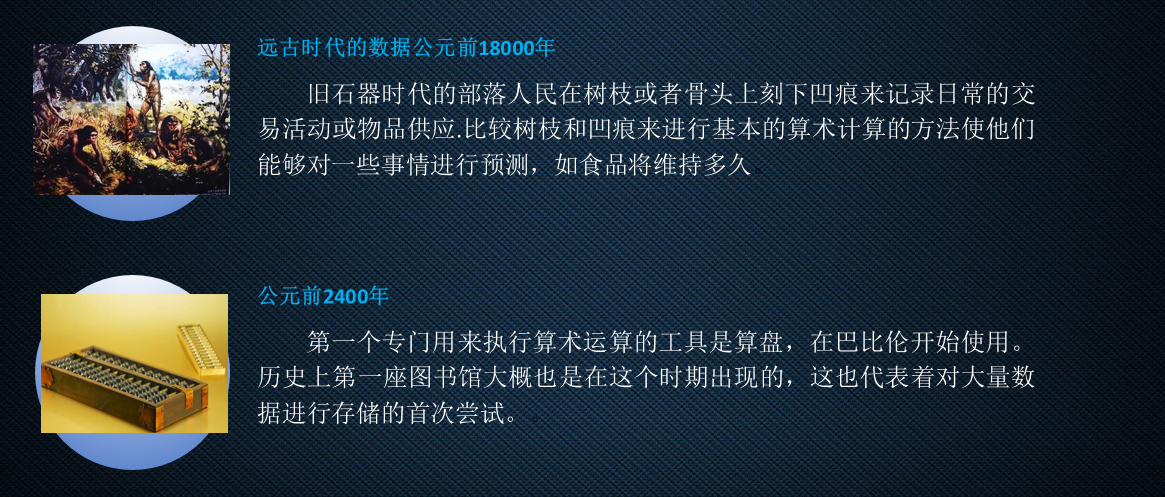 远古时代的数据公元前18000年
旧石器时代的部落人民在树枝或者骨头上刻下凹痕来记录日常的交
易活动或物品供应.比较树枝和凹痕来进行基本的算术计算的方法使他们
能够对一些事情进行预测，如食品将维持多久。
公元前2400年
第一个专门用来执行算术运算的工具是算盘，在巴比伦开始使用。
历史上第一座图书馆大概也是在这个时期出现的，这也代表着对大量数
据进行存储的首次尝试。